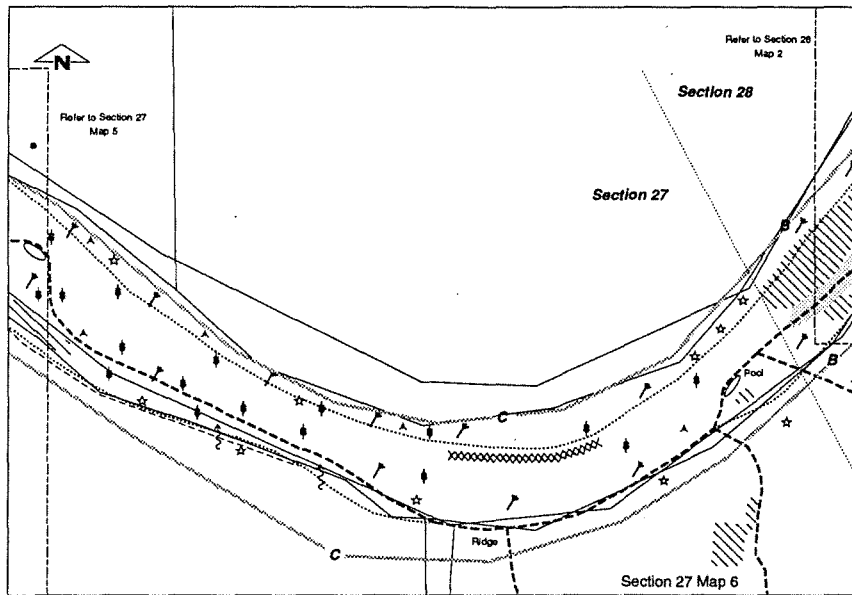 Refer to Section 26
Map 2
N
Section 28
Refer to Section 27
Map 5
Section 27
B
Pool
B
C
Ridge
C
Section 27 Map 6